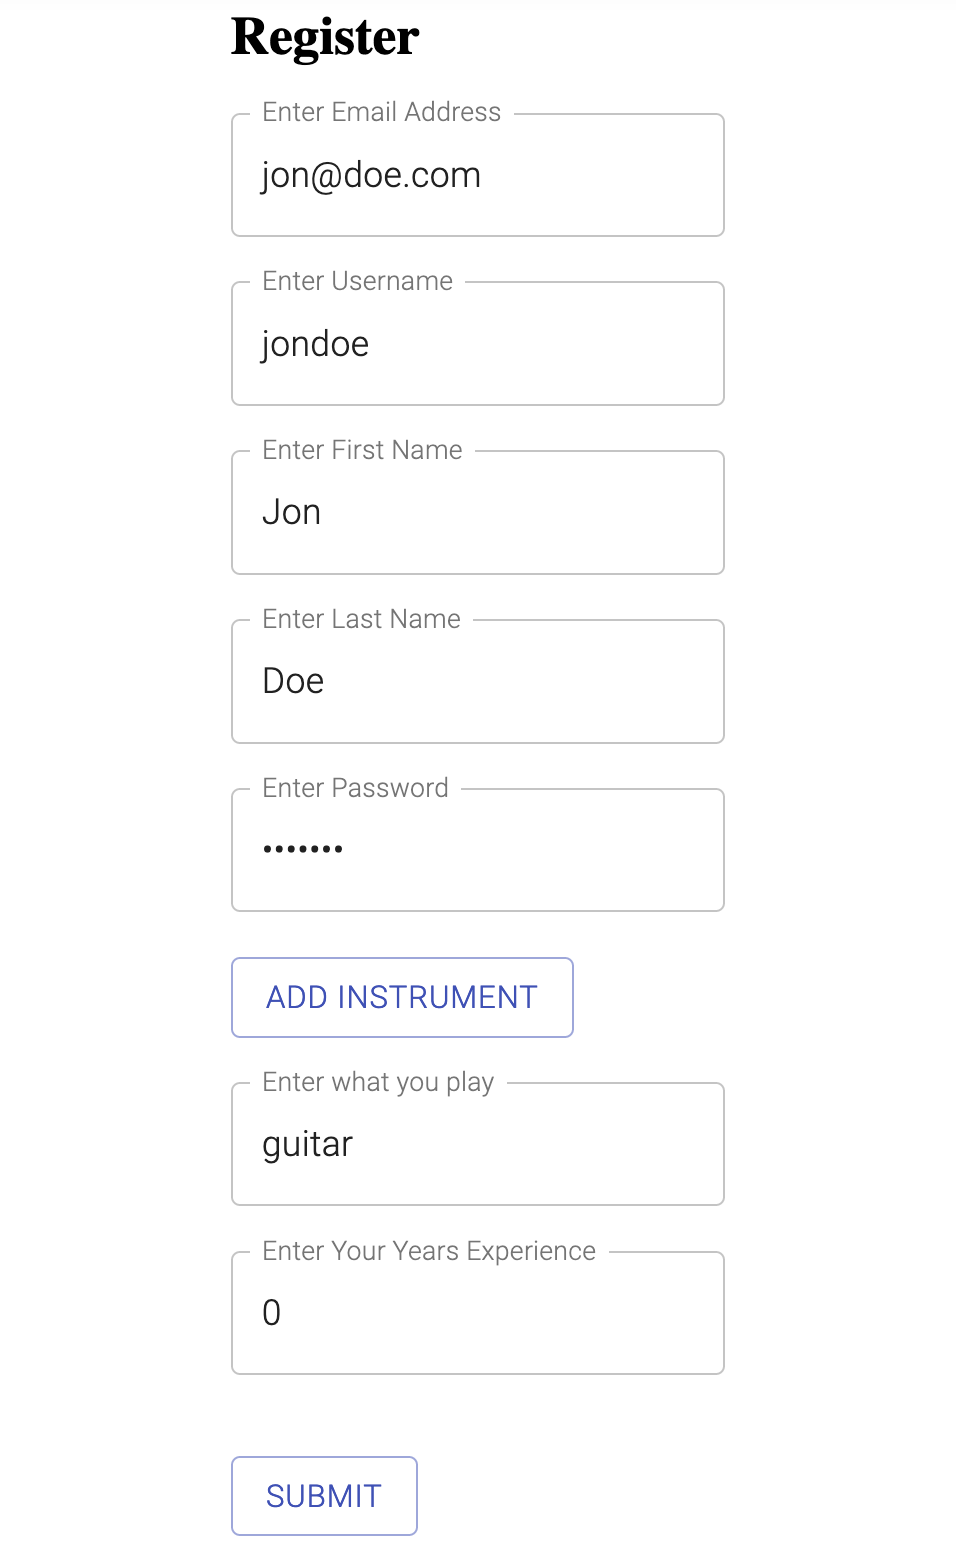 Register
Enter Email Address
jon@doe.com
Enter Username
jondoe
Enter First Name
Jon
Enter Last Name
Doe
Enter Password
•••••••
ADD INSTRUMENT
Enter what you play
guitar
Enter Your Years Experience
0
SUBMIT